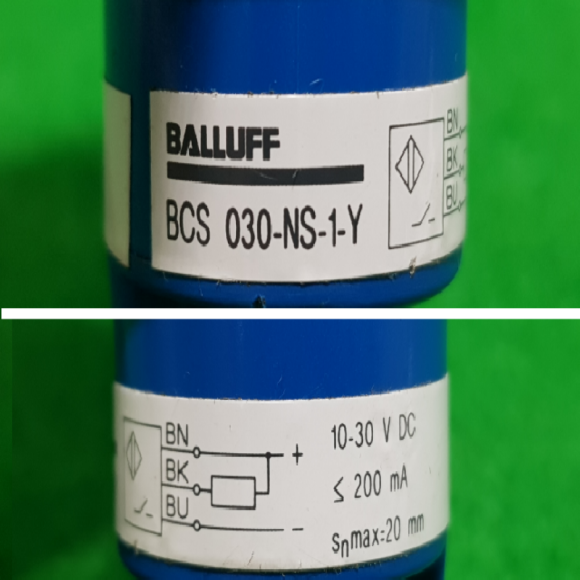 BALLUFF
BCS 030-NS-1-Y
BN
BK
BU
BN
BK
BU
+
-
10-30 V DC
≤ 200 mA
snmax=20 mm